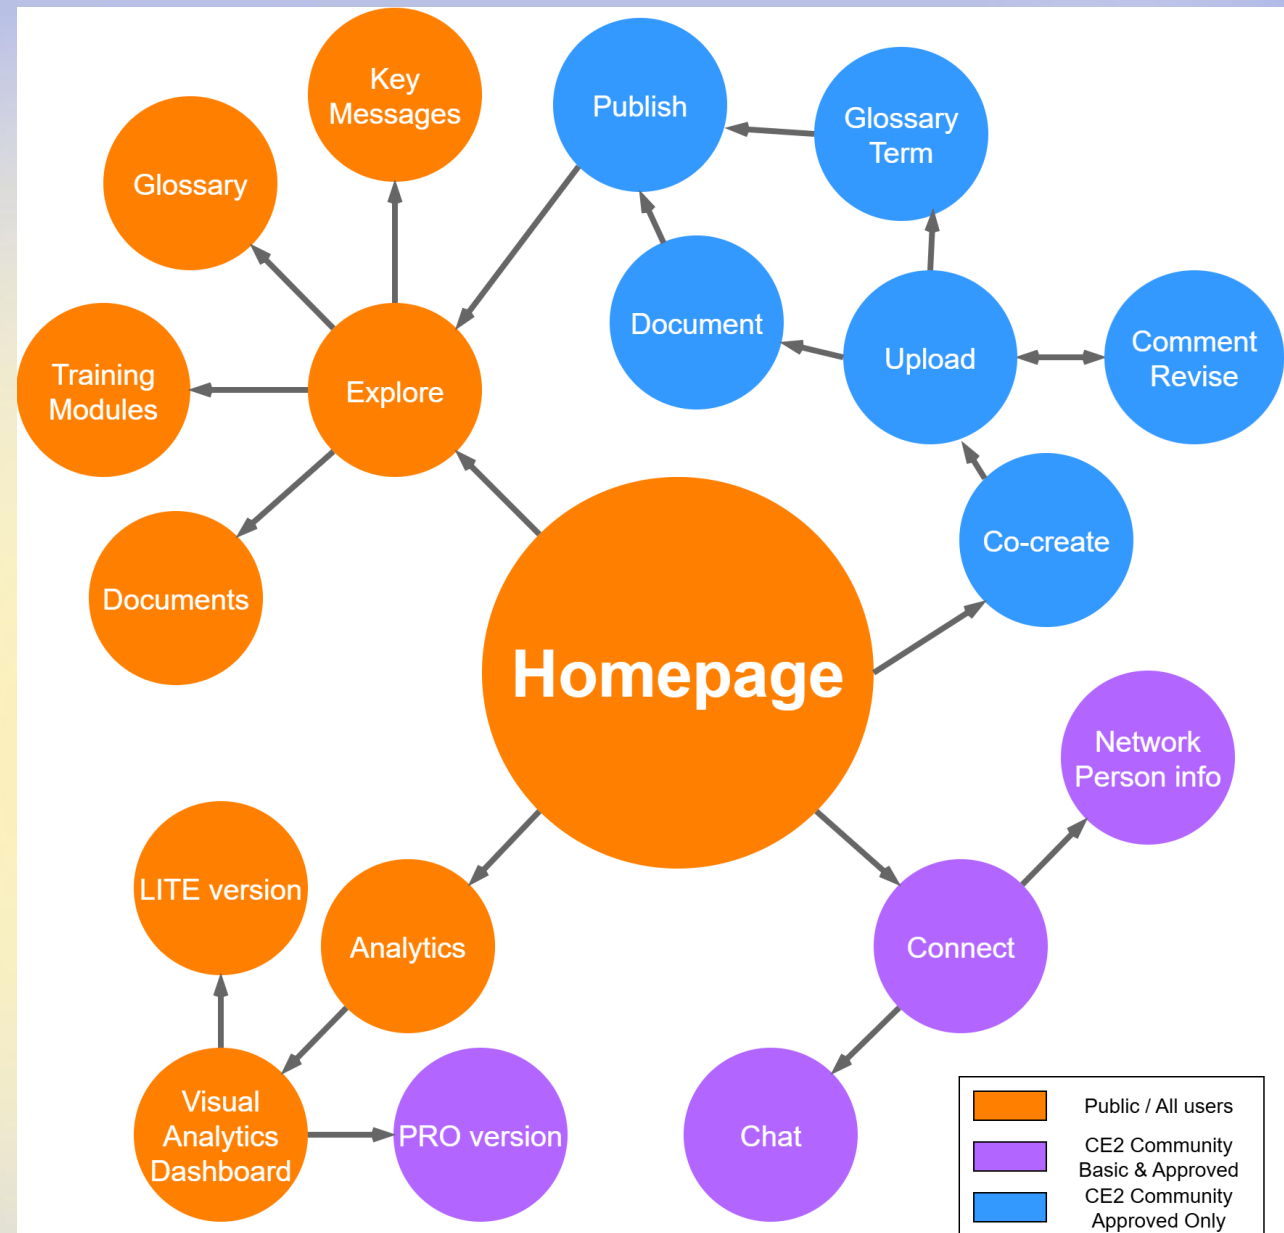 Key
Messages
Publish
Glossary
Term
Glossary
Document
Upload
Comment
Revise
Training
Modules
Explore
Co-create
Documents
Homepage
Network
Person info
LITE version
Analytics
Connect
Visual
Analytics
Dashboard
PRO version
Chat
Public / All users
CE2 Community
Basic & Approved
CE2 Community
Approved Only